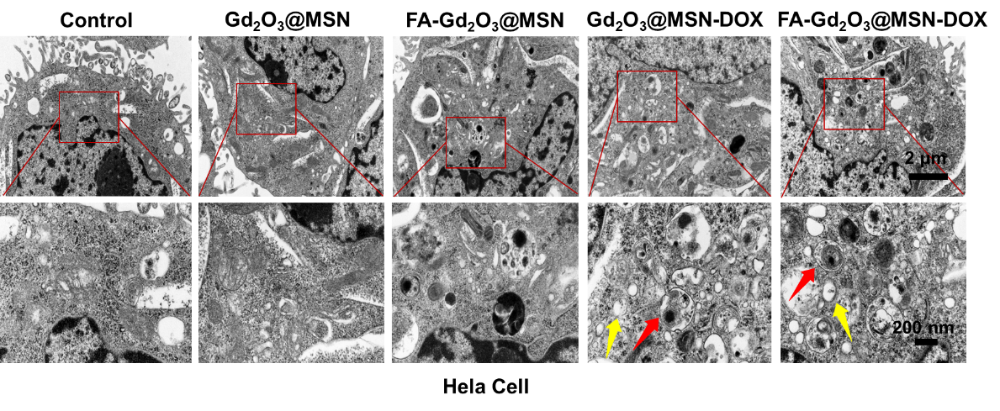 Control
Gd₂O₃@MSN
FA-Gd₂O₃@MSN
Gd₂O₃@MSN-DOX
FA-Gd₂O₃@MSN-DOX
2 μm
200 nm
Hela Cell